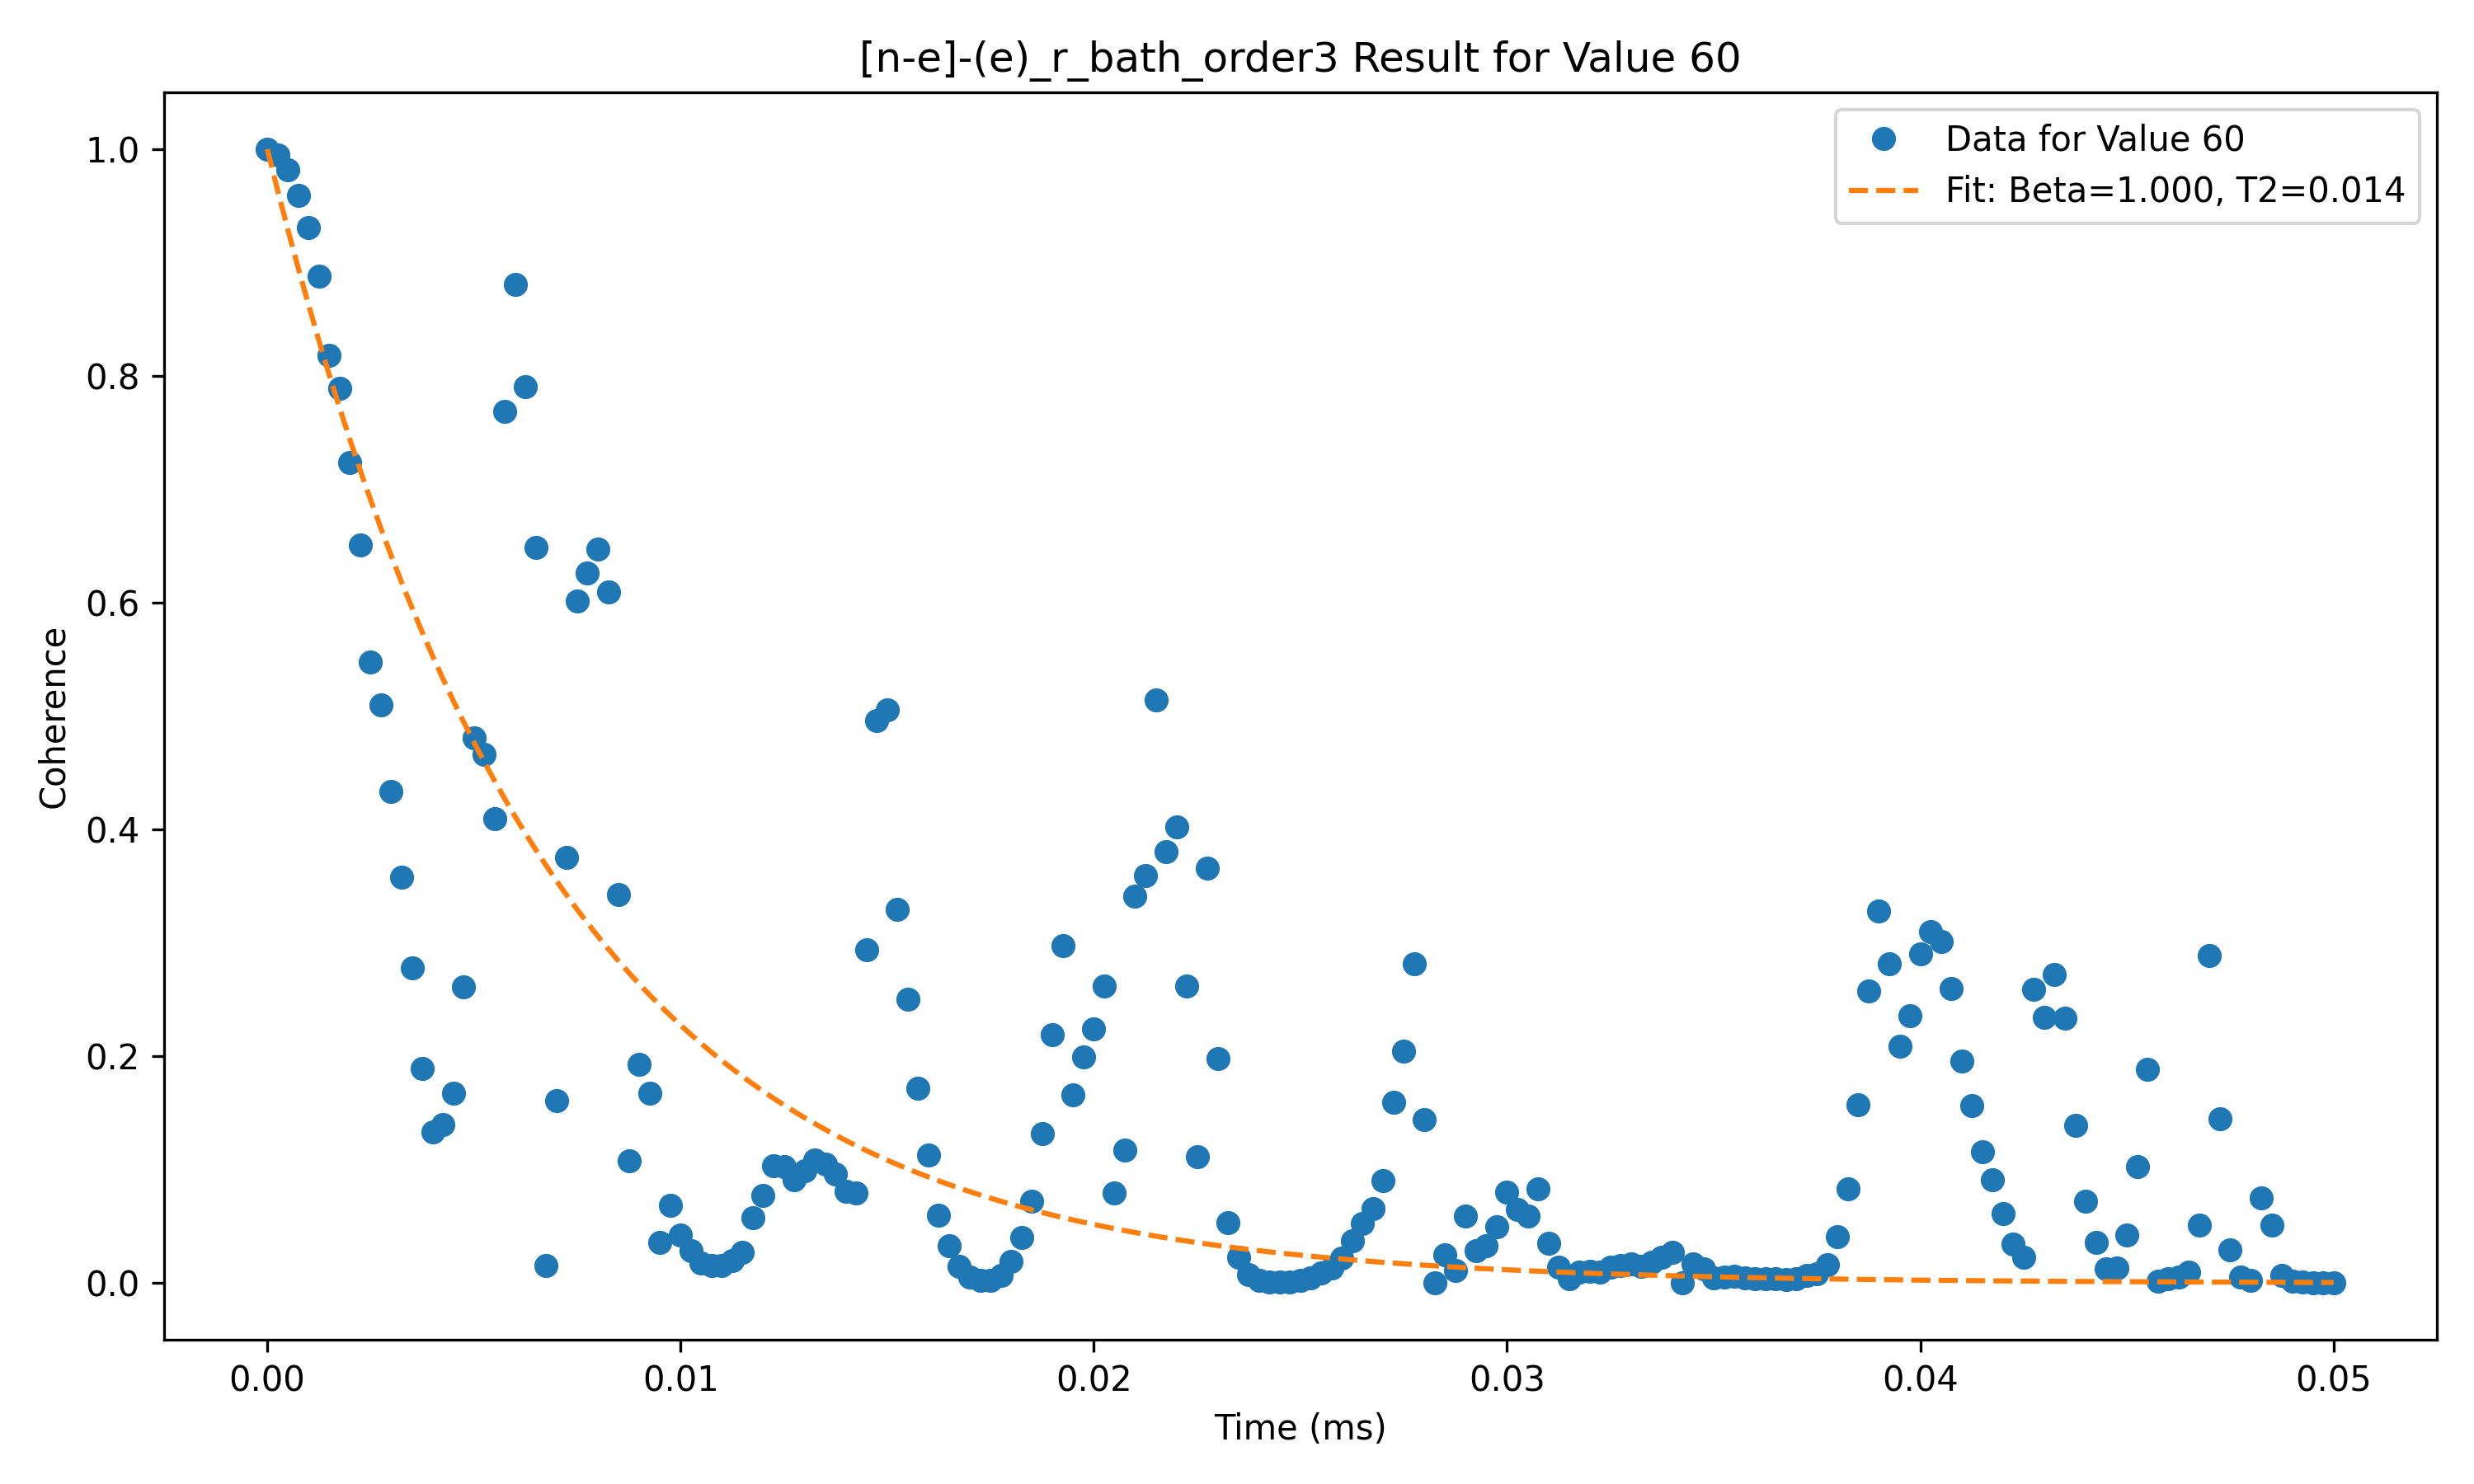 [n-e]-(e)_r_bath_order3 Result for Value 60
Data for Value 60
Fit: Beta=1.000, T2=0.014
Coherence
1.0
0.8
0.6
0.4
0.2
0.0
0.00 0.01 0.02 0.03 0.04 0.05
Time (ms)